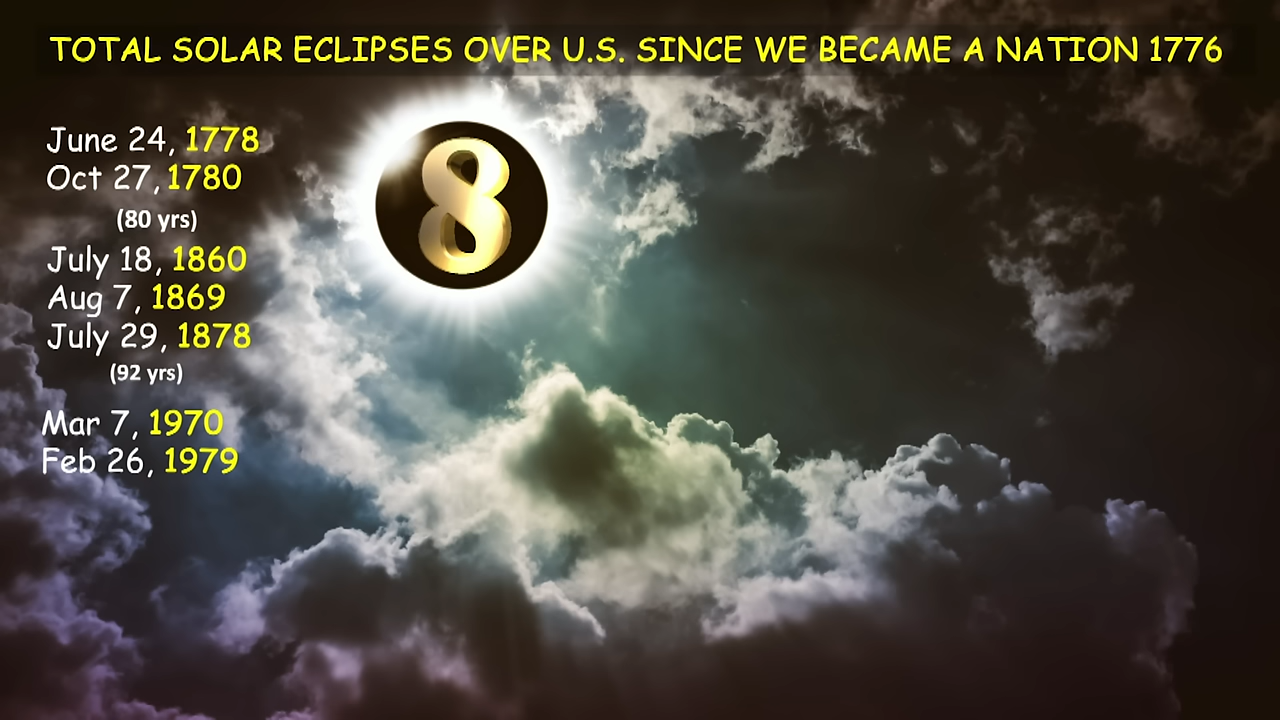 TOTAL SOLAR ECLIPSES OVER U.S. SINCE WE BECAME A NATION 1776
8
June 24, 1778
Oct 27, 1780
(80 yrs)
July 18, 1860
Aug 7, 1869
July 29, 1878
(92 yrs)
Mar 7, 1970
Feb 26, 1979